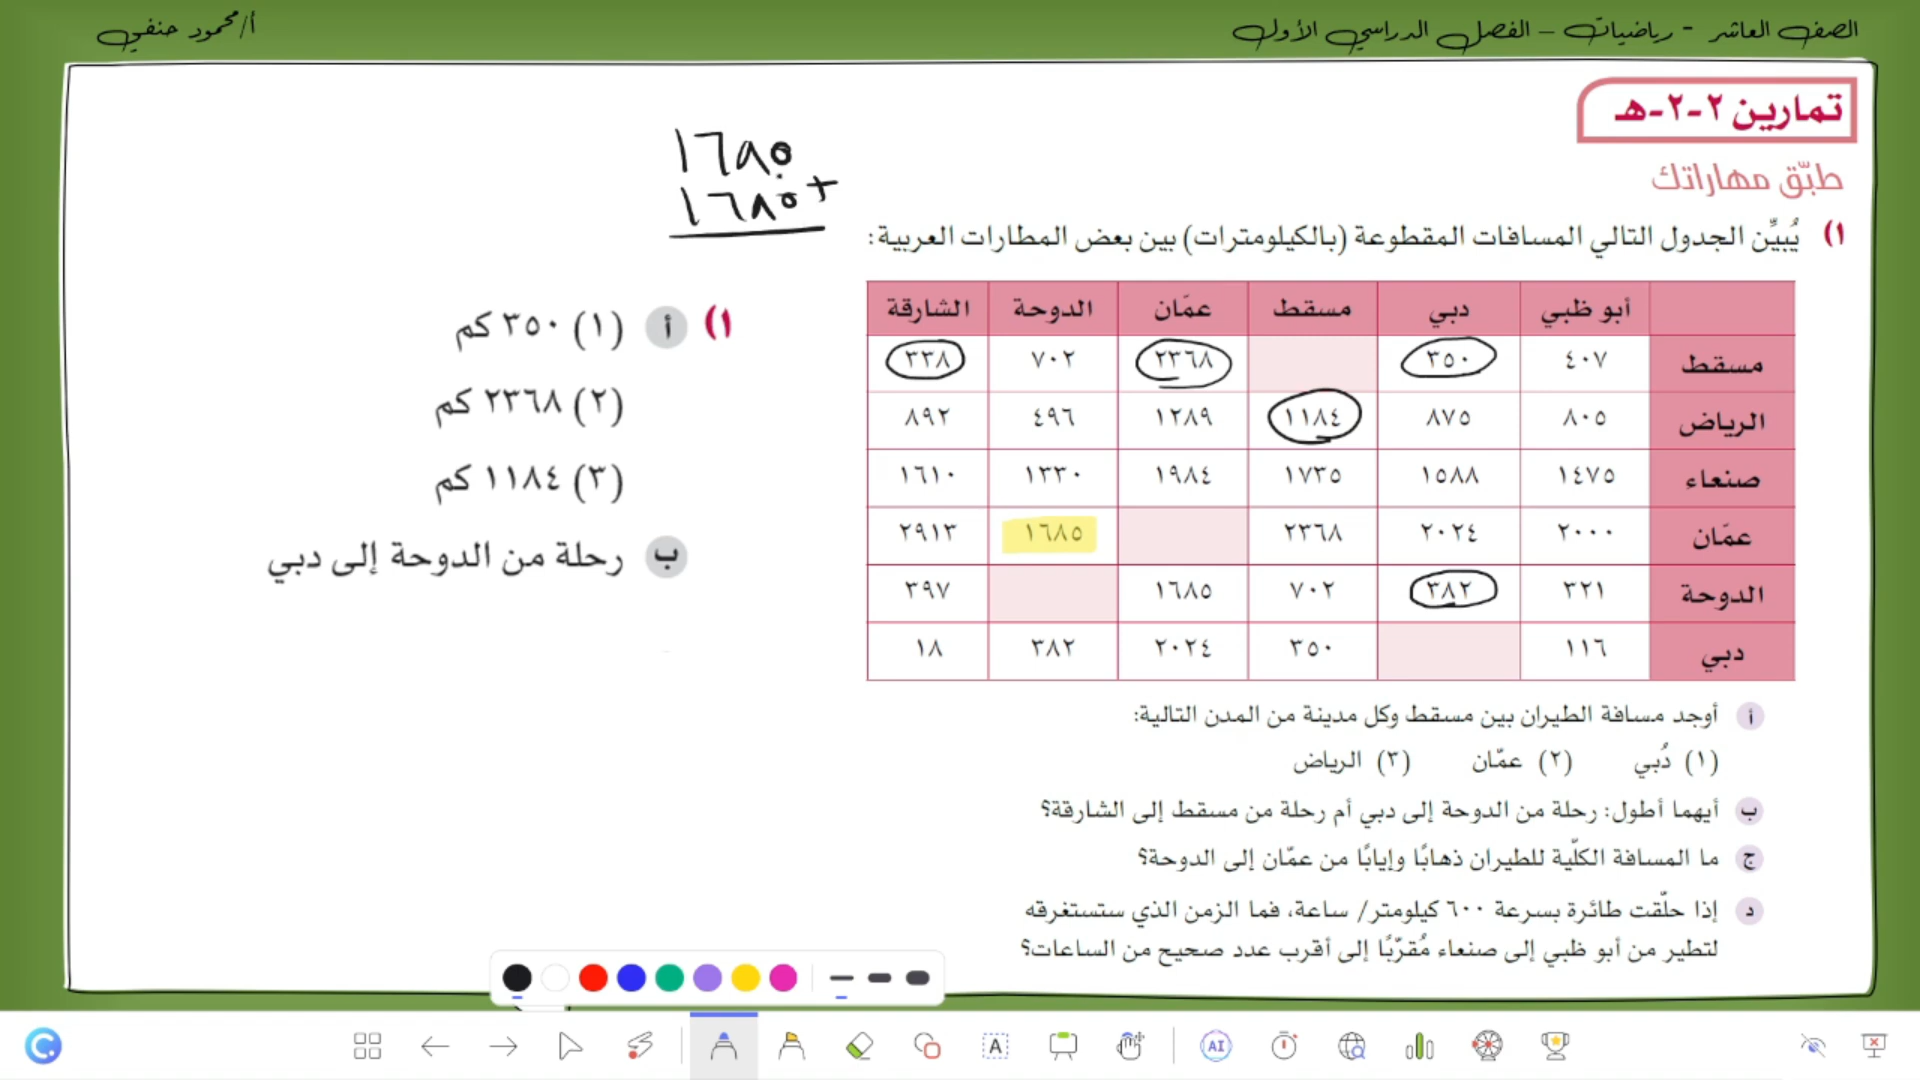 الصف العاشر - رياضيات – الفصل الدراسي الأول
أ/محمود حنفي
تمارين ٢-٢-هـ
طبّق مهاراتك
١) يُبيِّن الجدول التالي المسافات المقطوعة (بالكيلومترات) بين بعض المطارات العربية:
أبو ظبي دبي مسقط عمّان الدوحة الشارقة
مسقط ٤٠٧ ٣٥٠ ٢٣٦٨ ٧٠٢ ٣٣٨
الرياض ٨٠٥ ٨٧٥ ١١٨٤ ١٢٨٩ ٤٩٦ ٨٩٢
صنعاء ١٤٧٥ ١٥٨٨ ١٧٣٥ ١٩٨٤ ١٣٣٠ ١٦١٠
عمّان ٢٠٠٠ ٢٠٢٤ ٢٣٦٨ ١٦٨٥ ٢٩١٣
الدوحة ٣٢١ ٣٨٢ ٧٠٢ ١٦٨٥ ٣٩٧
دبي ١١٦ ٣٥٠ ٢٠٢٤ ٣٨٢ ١٨
أ أوجد مسافة الطيران بين مسقط وكل مدينة من المدن التالية:
(١) دُبي (٢) عمّان (٣) الرياض
ب أيهما أطول: رحلة من الدوحة إلى دبي أم رحلة من مسقط إلى الشارقة؟
ج ما المسافة الكلّية للطيران ذهابًا وإيابًا من عمّان إلى الدوحة؟
د إذا حلّقت طائرة بسرعة ٦٠٠ كيلومتر/ ساعة، فما الزمن الذي ستستغرقه
لتطير من أبو ظبي إلى صنعاء مُقرّبًا إلى أقرب عدد صحيح من الساعات؟
١٦٨٥
١٦٨٥ +
١) أ (١) ٣٥٠ كم
(٢) ٢٣٦٨ كم
(٣) ١١٨٤ كم
ب رحلة من الدوحة إلى دبي
A
AI